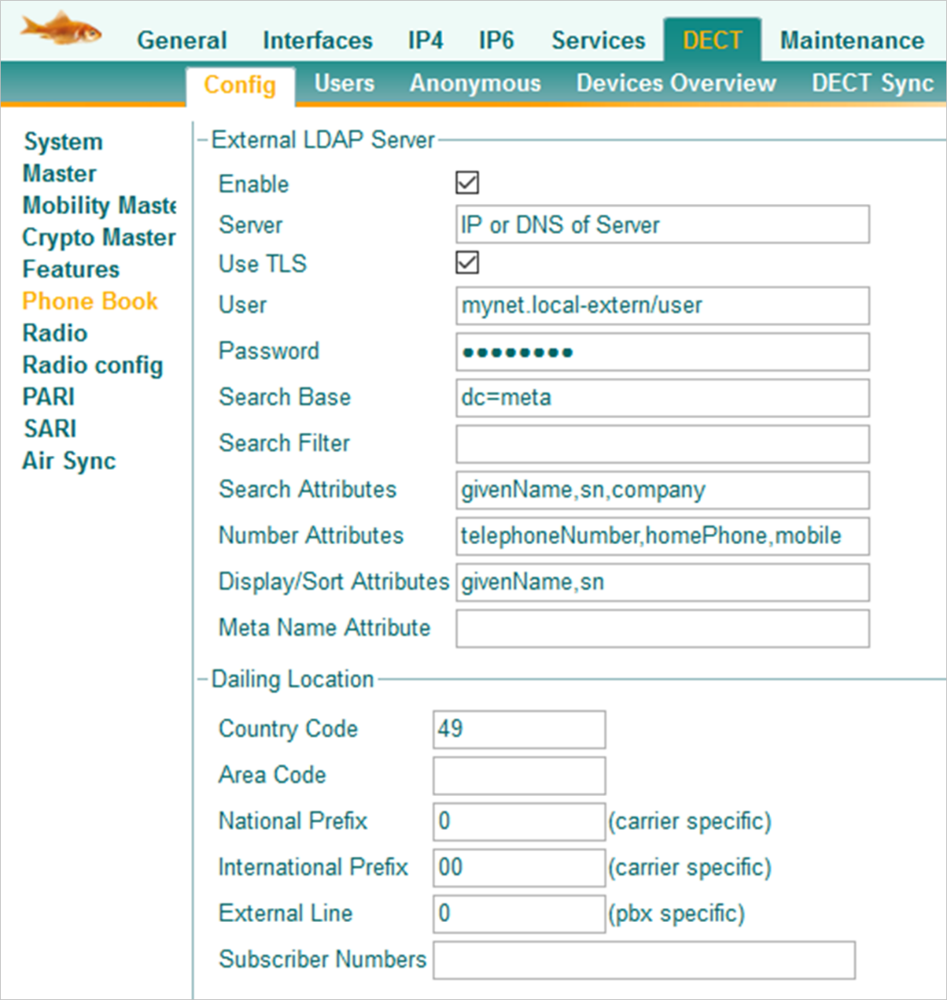 General Interfaces IP4 IP6 Services DECT Maintenance
Config Users Anonymous Devices Overview DECT Sync
System
Master
Mobility Maste
Crypto Master
Features
Phone Book
Radio
Radio config
PARI
SARI
Air Sync
External LDAP Server
Enable
Server IP or DNS of Server
Use TLS
User mynet.local-extern/user
Password ••••••••
Search Base dc=meta
Search Filter
Search Attributes givenName,sn,company
Number Attributes telephoneNumber,homePhone,mobile
Display/Sort Attributes givenName,sn
Meta Name Attribute
Dailing Location
Country Code 49
Area Code
National Prefix 0 (carrier specific)
International Prefix 00 (carrier specific)
External Line 0 (pbx specific)
Subscriber Numbers